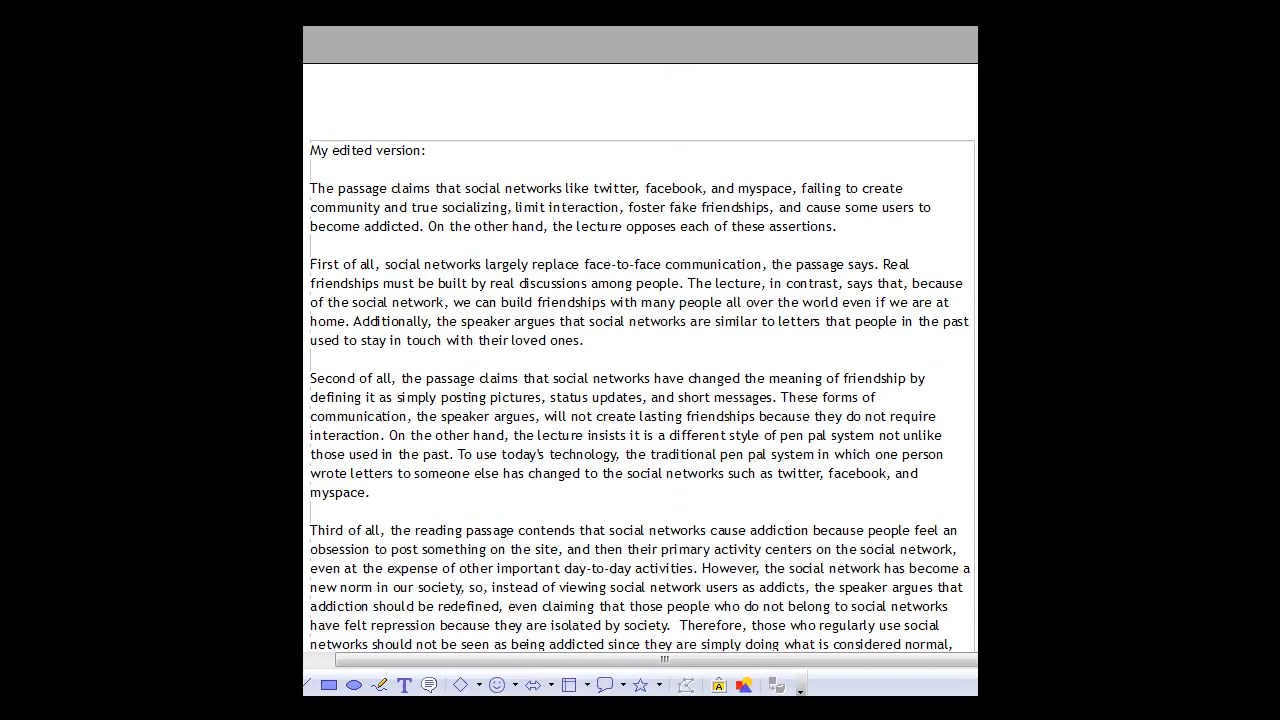 My edited version:
The passage claims that social networks like twitter, facebook, and myspace, failing to create
community and true socializing, limit interaction, foster fake friendships, and cause some users to
become addicted. On the other hand, the lecture opposes each of these assertions.
First of all, social networks largely replace face-to-face communication, the passage says. Real
friendships must be built by real discussions among people. The lecture, in contrast, says that, because
of the social network, we can build friendships with many people all over the world even if we are at
home. Additionally, the speaker argues that social networks are similar to letters that people in the past
used to stay in touch with their loved ones.
Second of all, the passage claims that social networks have changed the meaning of friendship by
defining it as simply posting pictures, status updates, and short messages. These forms of
communication, the speaker argues, will not create lasting friendships because they do not require
interaction. On the other hand, the lecture insists it is a different style of pen pal system not unlike
those used in the past. To use today's technology, the traditional pen pal system in which one person
wrote letters to someone else has changed to the social networks such as twitter, facebook, and
myspace.
Third of all, the reading passage contends that social networks cause addiction because people feel an
obsession to post something on the site, and then their primary activity centers on the social network,
even at the expense of other important day-to-day activities. However, the social network has become a
new norm in our society, so, instead of viewing social network users as addicts, the speaker argues that
addiction should be redefined, even claiming that those people who do not belong to social networks
have felt repression because they are isolated by society.  Therefore, those who regularly use social
networks should not be seen as being addicted since they are simply doing what is considered normal,